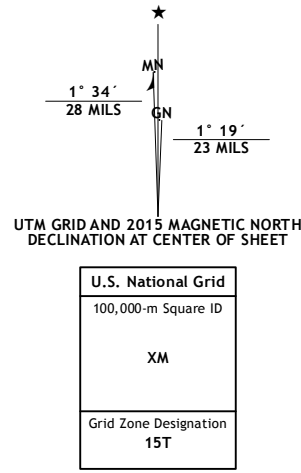 ★
MN
1° 34´
28 MILS
GN
1° 19´
23 MILS
UTM GRID AND 2015 MAGNETIC NORTH
DECLINATION AT CENTER OF SHEET
U.S. National Grid
100,000-m Square ID
XM
Grid Zone Designation
15T